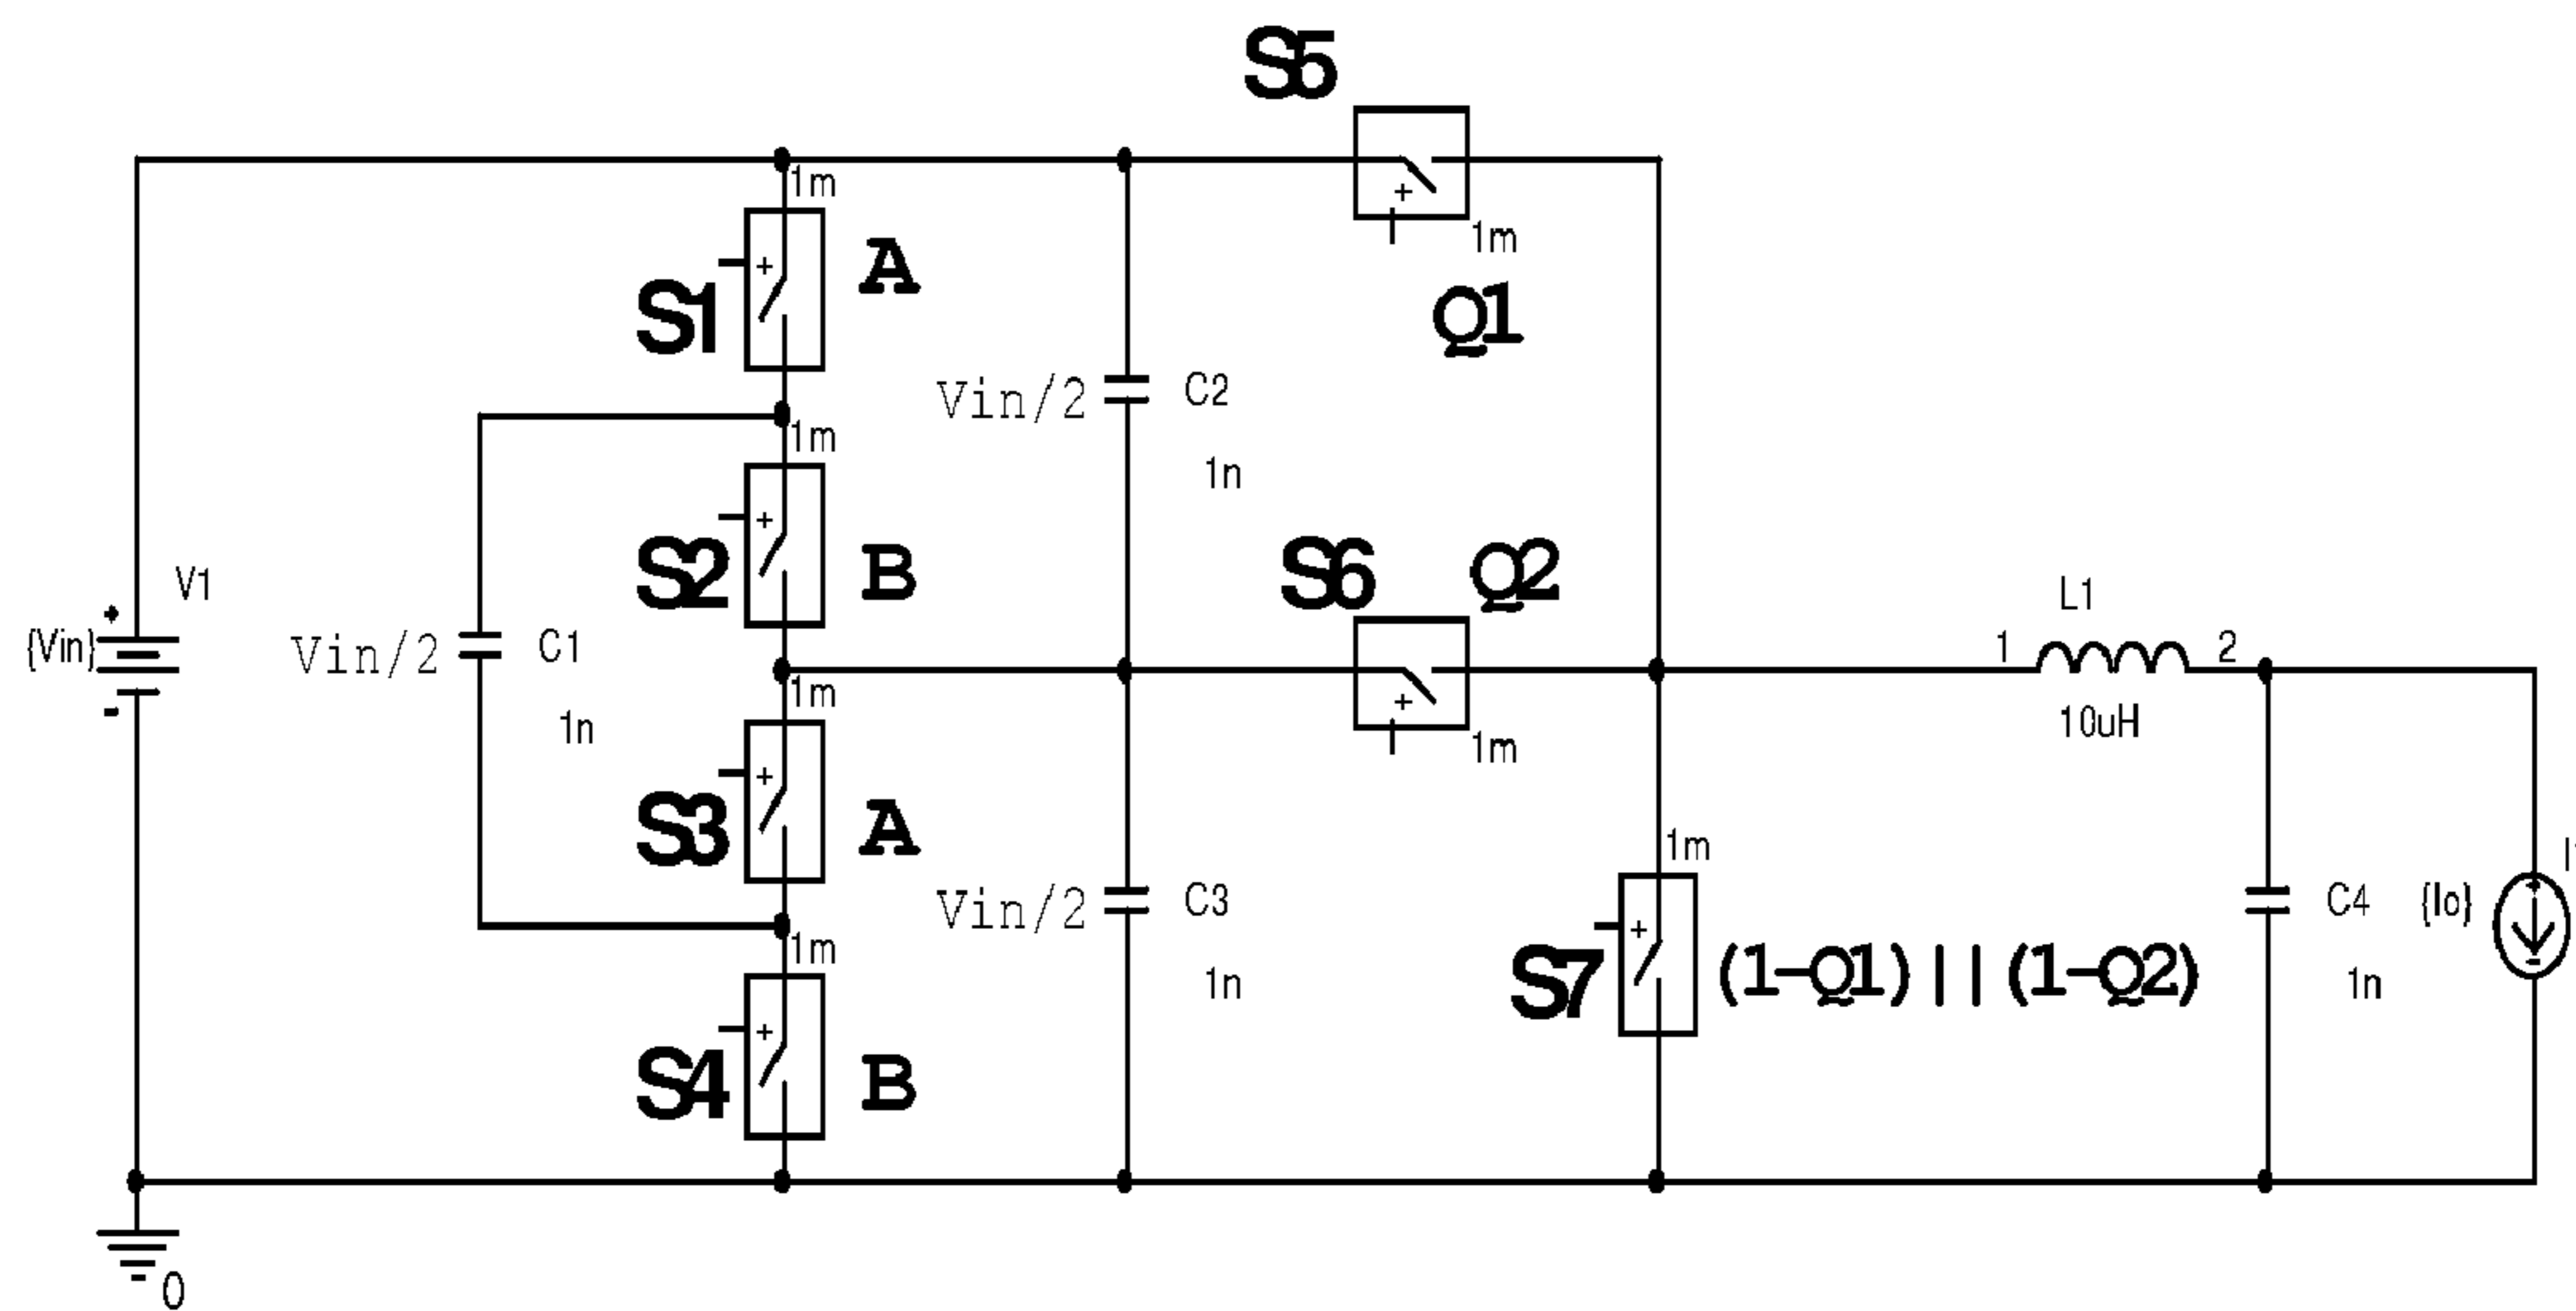 S5
1m
A
S1
1m
Q1
Vin/2
C2
1m
1n
B
S2
S6
Q2
V1
+
{Vin}
-
Vin/2
C1
1n
L1
1
2
10uH
1m
1m
A
S3
1m
Vin/2
C3
C4
{Io}
1m
S7
(1-Q1)||(1-Q2)
1n
1n
B
S4
0